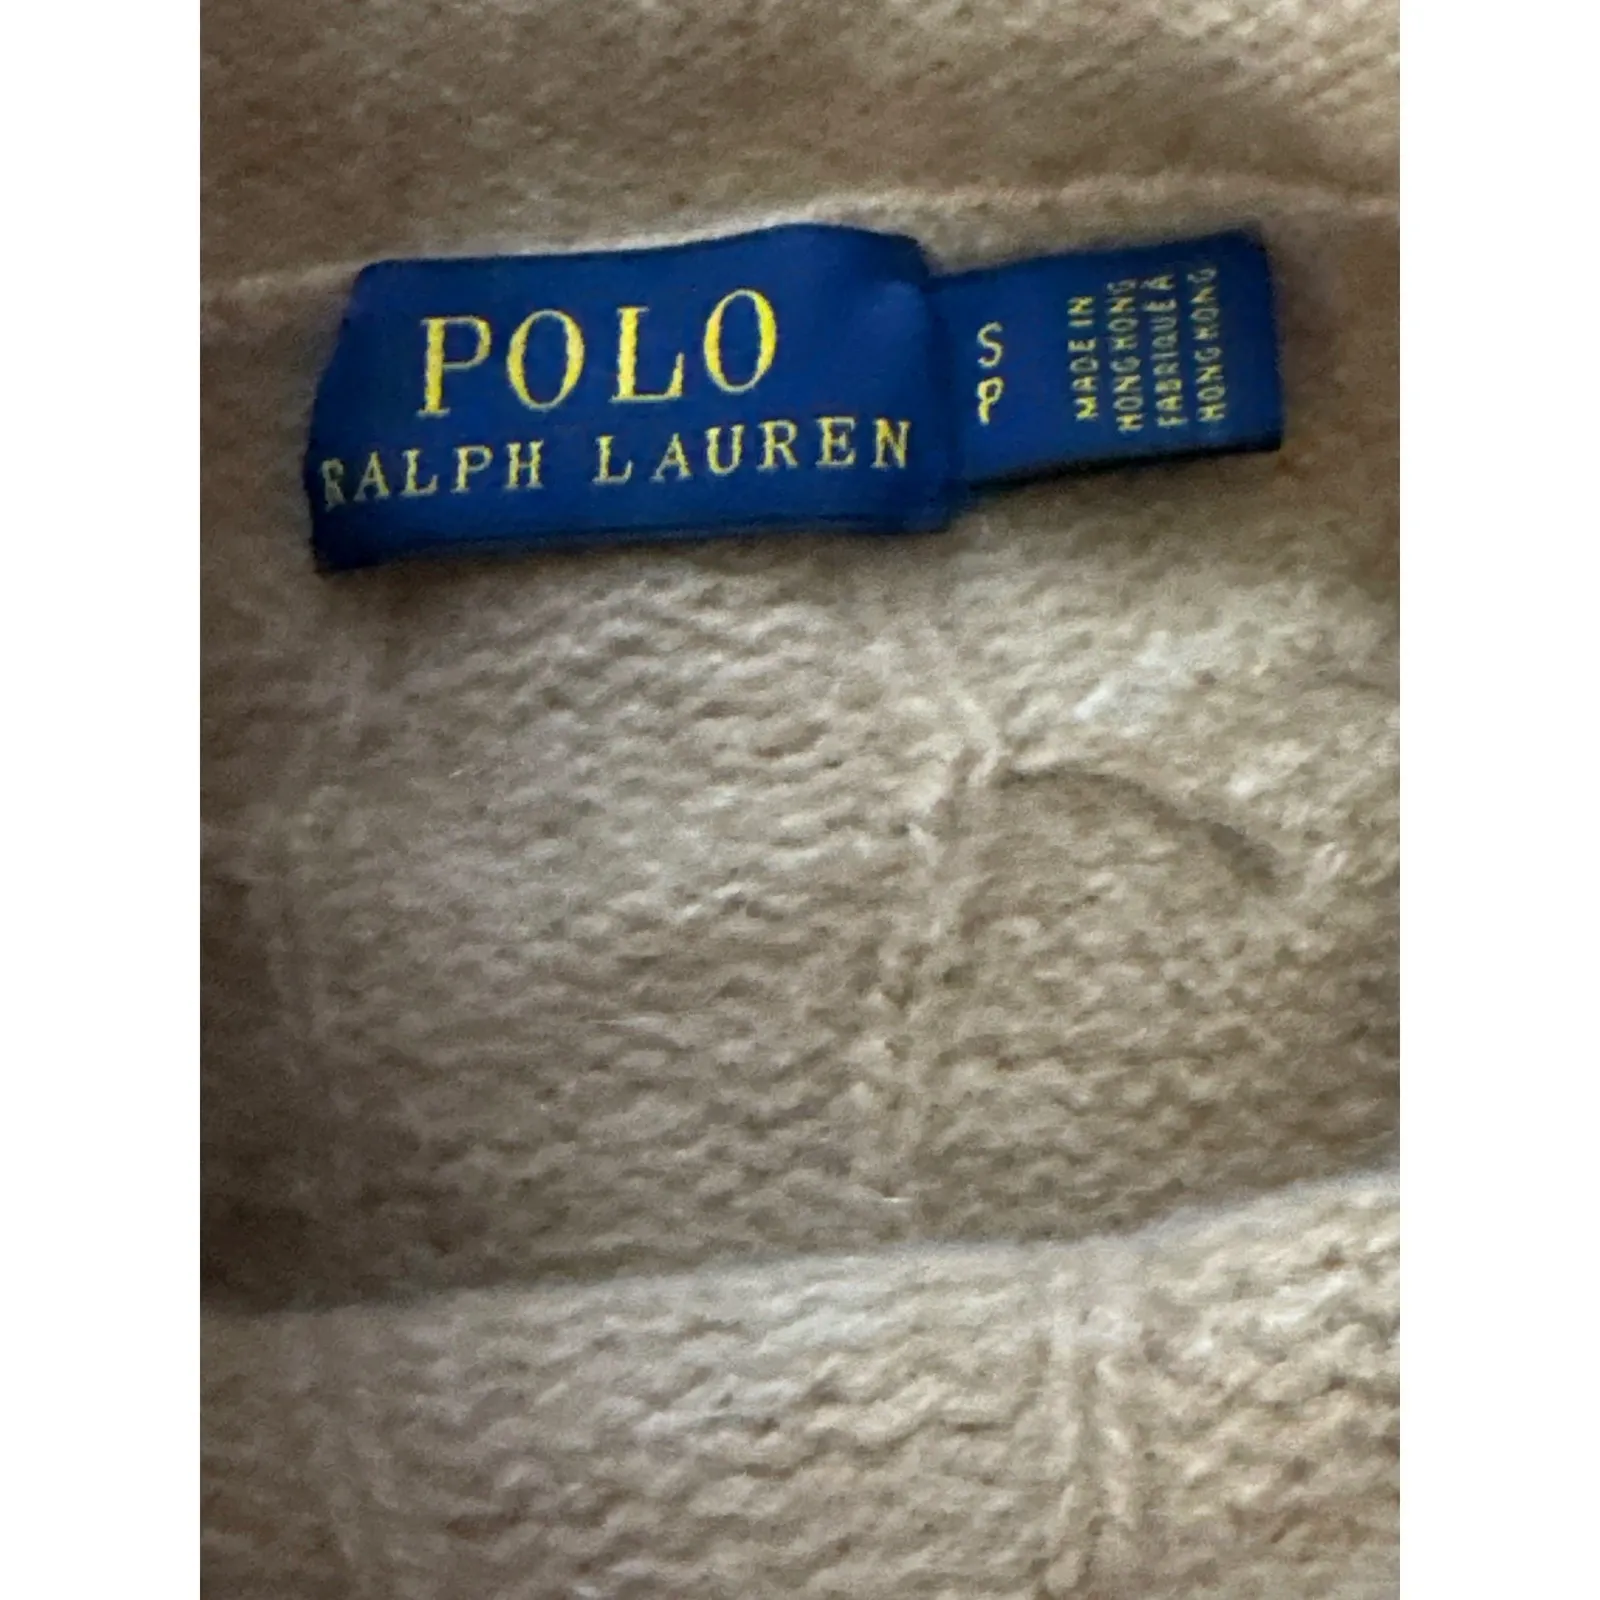 POLO
RALPH LAUREN
S
P
MADE IN
HONG KONG
FABRIQUÉ À
HONG KONG